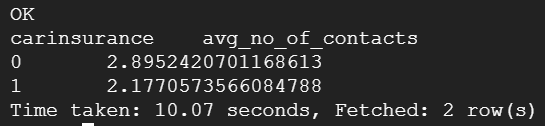 OK
carinsurance    avg_no_of_contacts
0       2.8952420701168613
1       2.1770573566084788
Time taken: 10.07 seconds, Fetched: 2 row(s)